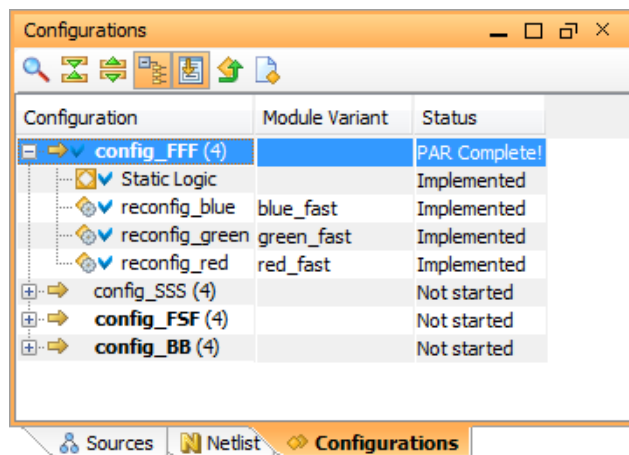 Configurations
Configuration Module Variant Status
config_FFF (4) PAR Complete!
Static Logic Implemented
reconfig_blue blue_fast Implemented
reconfig_green green_fast Implemented
reconfig_red red_fast Implemented
config_SSS (4) Not started
config_FSF (4) Not started
config_BB (4) Not started
Sources Netlist Configurations